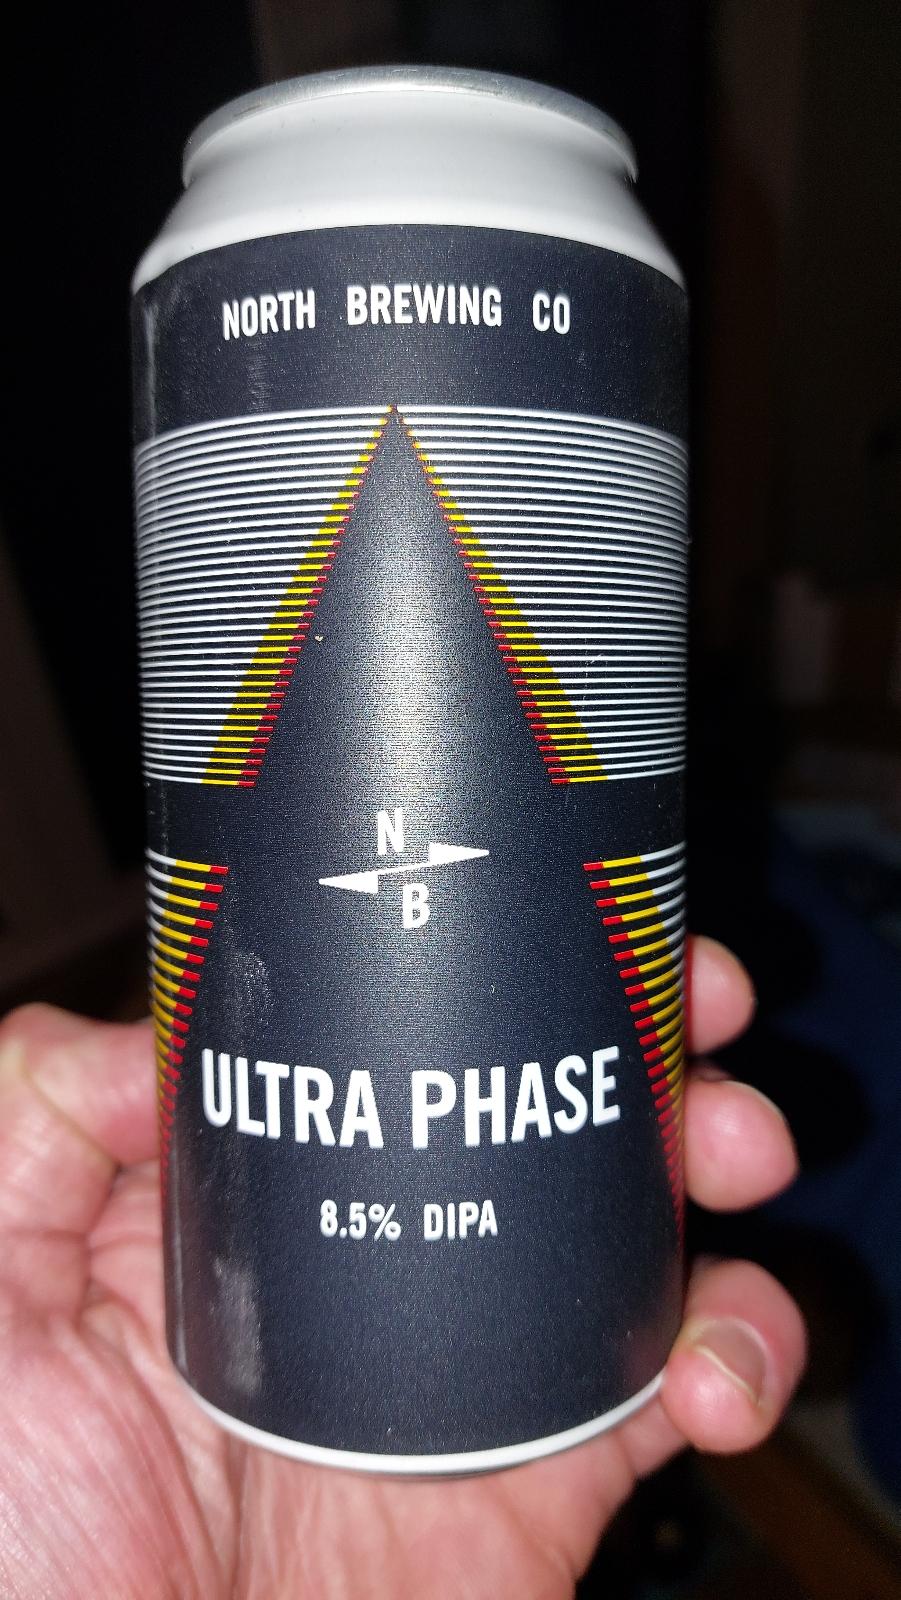 NORTH BREWING CO
N
B
ULTRA PHASE
8.5% DIPA